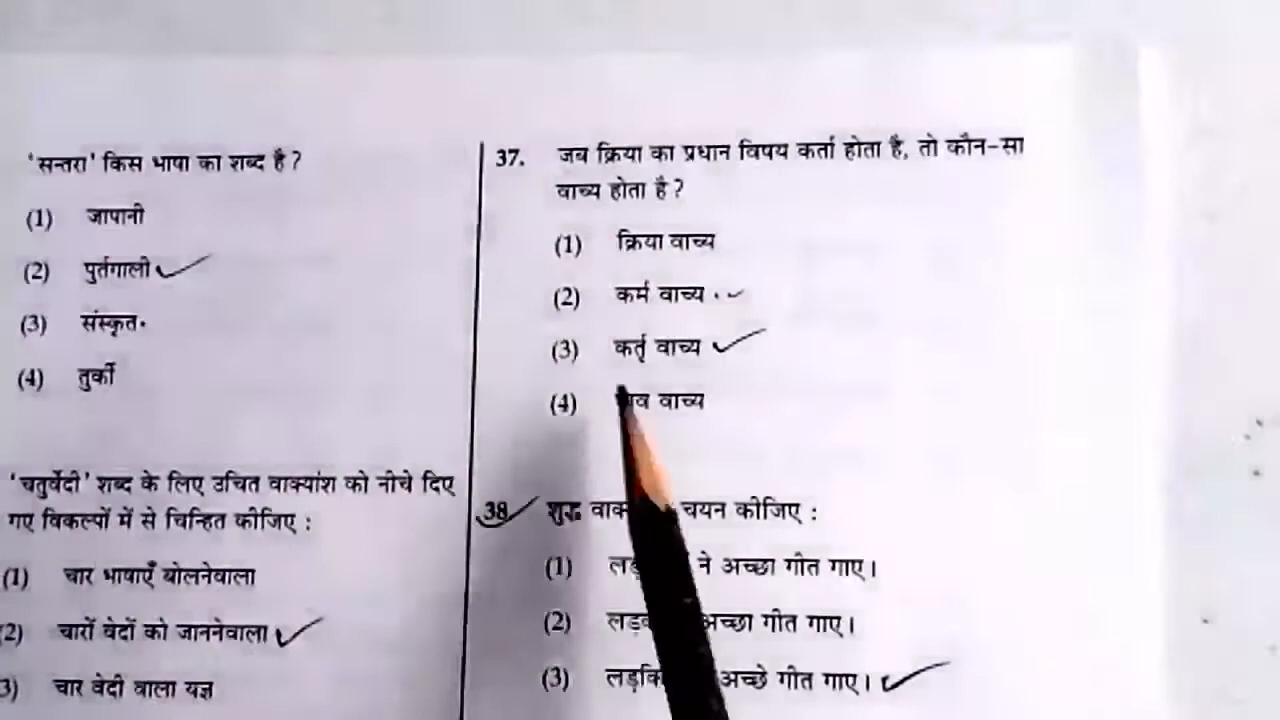 'सन्तरा' किस भाषा का शब्द है?
(1) जापानी
(2) पुर्तगाली
(3) संस्कृत
(4) तुर्की
'चतुर्वेदी' शब्द के लिए उचित वाक्यांश को नीचे दिए
गए विकल्पों में से चिन्हित कीजिए :
(1) चार भाषाएँ बोलनेवाला
(2) चारों वेदों को जाननेवाला
(3) चार वेदी वाला यज्ञ
37. जब क्रिया का प्रधान विषय कर्ता होता है, तो कौन-सा
वाच्य होता है?
(1) क्रिया वाच्य
(2) कर्म वाच्य
(3) कर्तृ वाच्य
(4) वाच्य
38 शुद्ध चयन कीजिए :
(1) ने अच्छा गीत गाए।
(2) अच्छा गीत गाए।
(3) अच्छे गीत गाए।